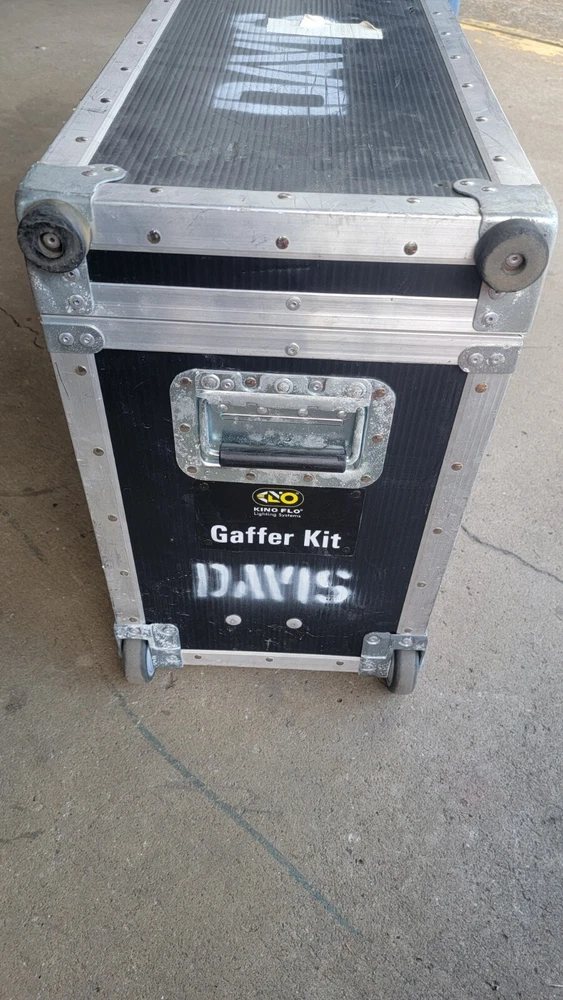 DAVIS
KINO FLO®
Lighting Systems
Gaffer Kit
DAVIS